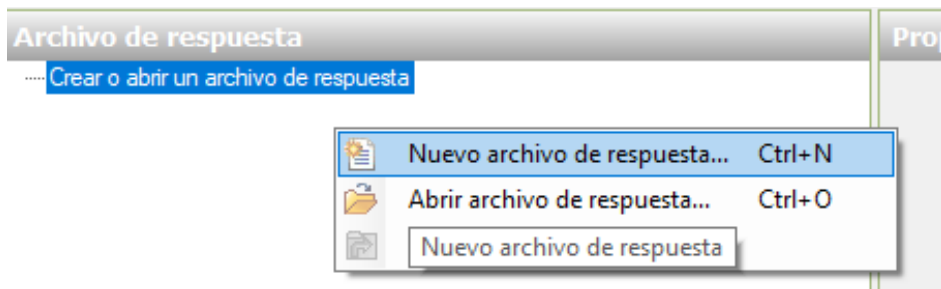 Archivo de respuesta
Prop
Crear o abrir un archivo de respuesta
Nuevo archivo de respuesta... Ctrl+N
Abrir archivo de respuesta... Ctrl+O
Nuevo archivo de respuesta